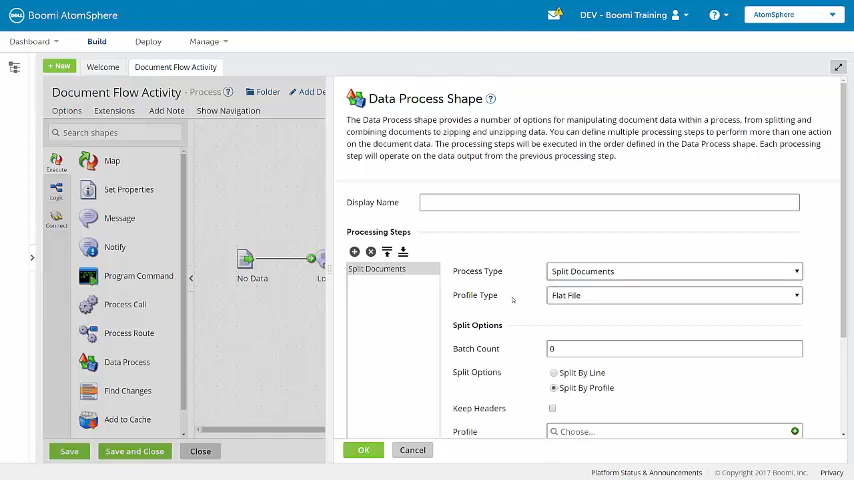 DELL Boomi AtomSphere
DEV - Boomi Training
AtomSphere
Dashboard
Build
Deploy
Manage
+ New
Welcome
Document Flow Activity
Document Flow Activity - Process
Folder
Add De
Options
Extensions
Add Note
Show Navigation
Search shapes
Execute
Logic
Connect
Map
Set Properties
Message
Notify
Program Command
Process Call
Process Route
Data Process
Find Changes
Add to Cache
No Data
Lo
Save
Save and Close
Close
Data Process Shape
The Data Process shape provides a number of options for manipulating document data within a process, from splitting and
combining documents to zipping and unzipping data. You can define multiple processing steps to perform more than one action
on the document data. The processing steps will be executed in the order defined in the Data Process shape. Each processing
step will operate on the data output from the previous processing step.
Display Name
Processing Steps
Split Documents
Process Type
Split Documents
Profile Type
Flat File
Split Options
Batch Count
0
Split Options
Split By Line
Split By Profile
Keep Headers
Profile
Choose...
OK
Cancel
Platform Status & Announcements
© Copyright 2017 Boomi, Inc.
Privacy